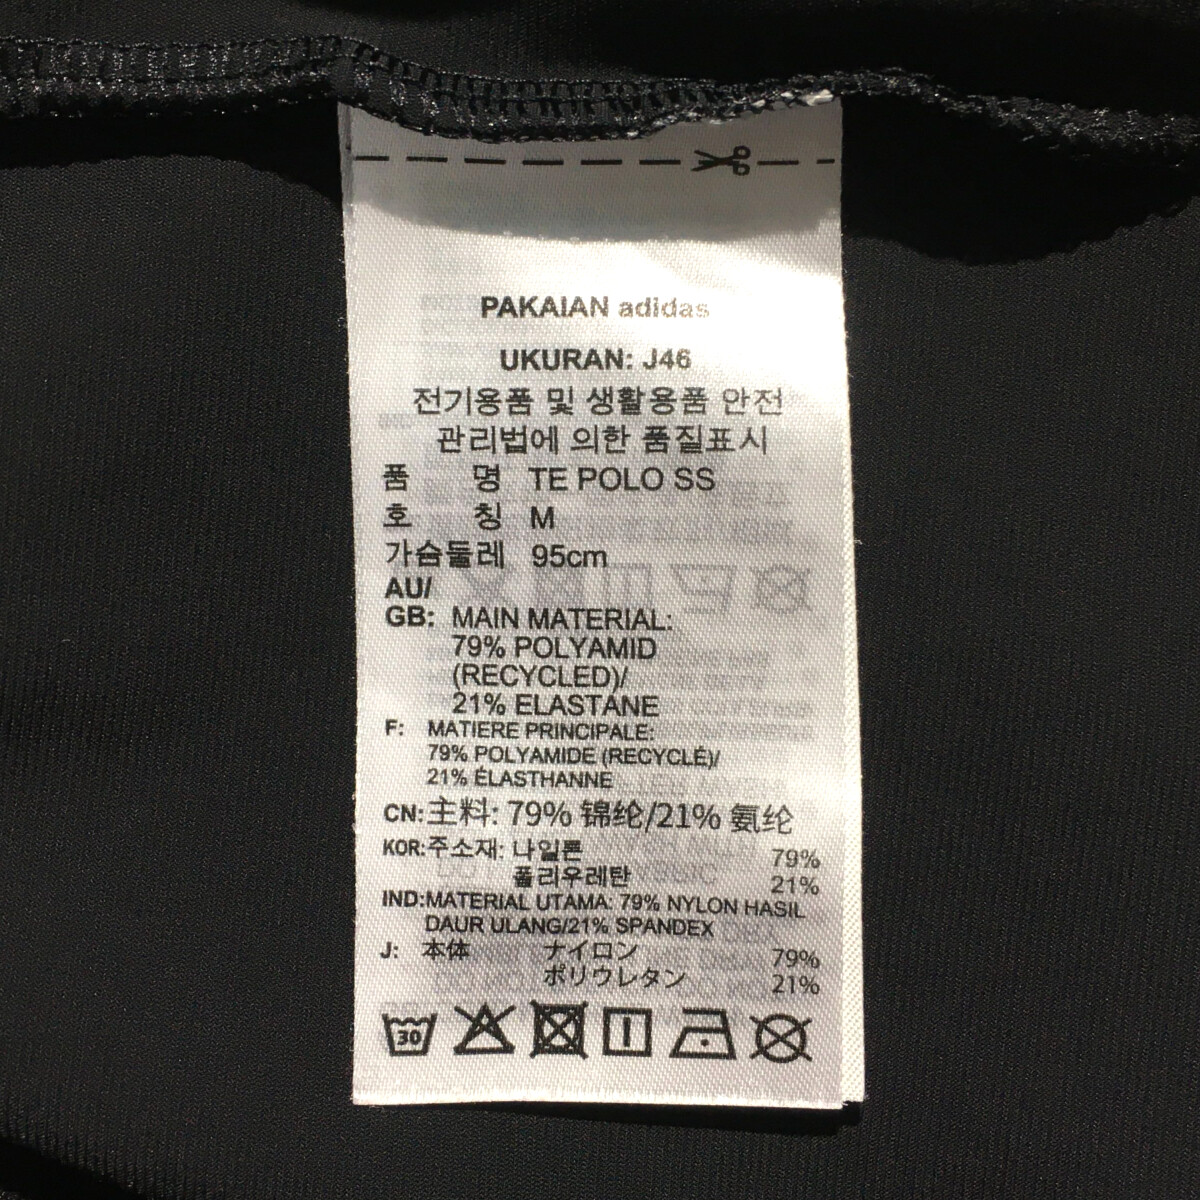 PAKAIAN adidas
UKURAN: J46
전기용품 및 생활용품 안전
관리법에 의한 품질표시
품 명 TE POLO SS
호 칭 M
가슴둘레 95cm
AU/
GB: MAIN MATERIAL:
79% POLYAMID
(RECYCLED)/
21% ELASTANE
F: MATIERE PRINCIPALE:
79% POLYAMIDE (RECYCLÉ)/
21% ÉLASTHANNE
CN: 主料: 79% 锦纶/21% 氨纶
KOR: 주소재: 나일론 79%
폴리우레탄 21%
IND: MATERIAL UTAMA: 79% NYLON HASIL
DAUR ULANG/21% SPANDEX
J: 本体 ナイロン 79%
ポリウレタン 21%
30